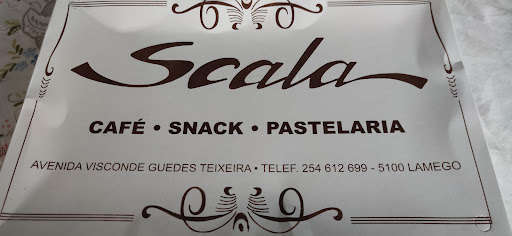 Scala
CAFÉ • SNACK • PASTELARIA
AVENIDA VISCONDE GUEDES TEIXEIRA • TELEF. 254 612 699 - 5100 LAMEGO